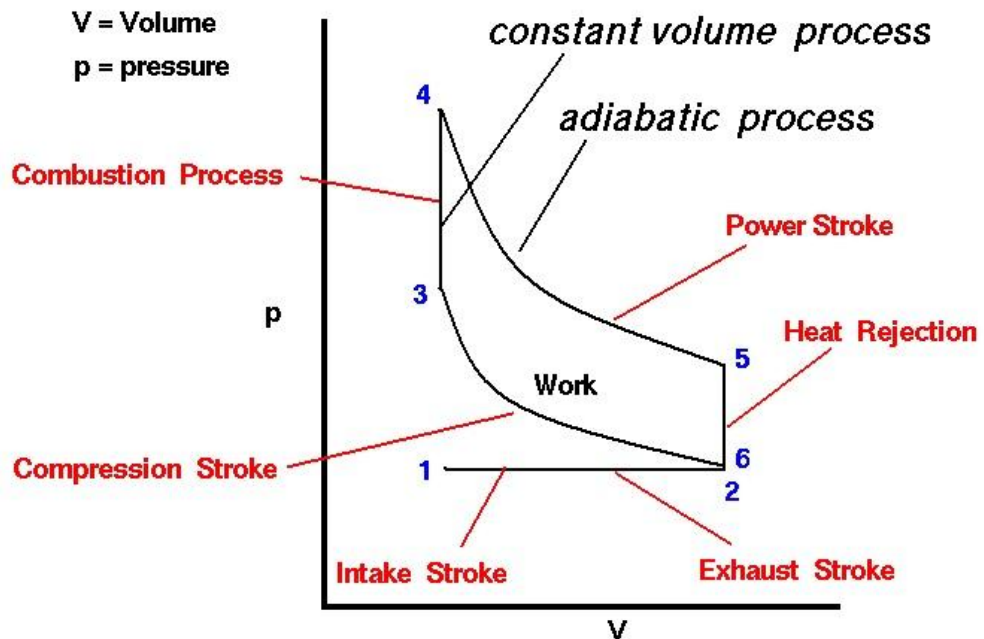 V = Volume
p = pressure
constant volume process
4
adiabatic process
Combustion Process
Power Stroke
3
p
Heat Rejection
5
Work
Compression Stroke
1
6
2
Intake Stroke
Exhaust Stroke
V